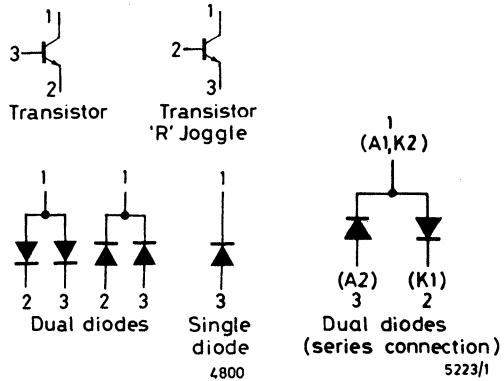 1
3
2
Transistor
1
2
3
Transistor
'R' Joggle
1
2 3
1
2 3
Dual diodes
1
3
Single
diode
4800
1
(A1,K2)
(A2) (K1)
3 2
Dual diodes
(series connection)
5223/1